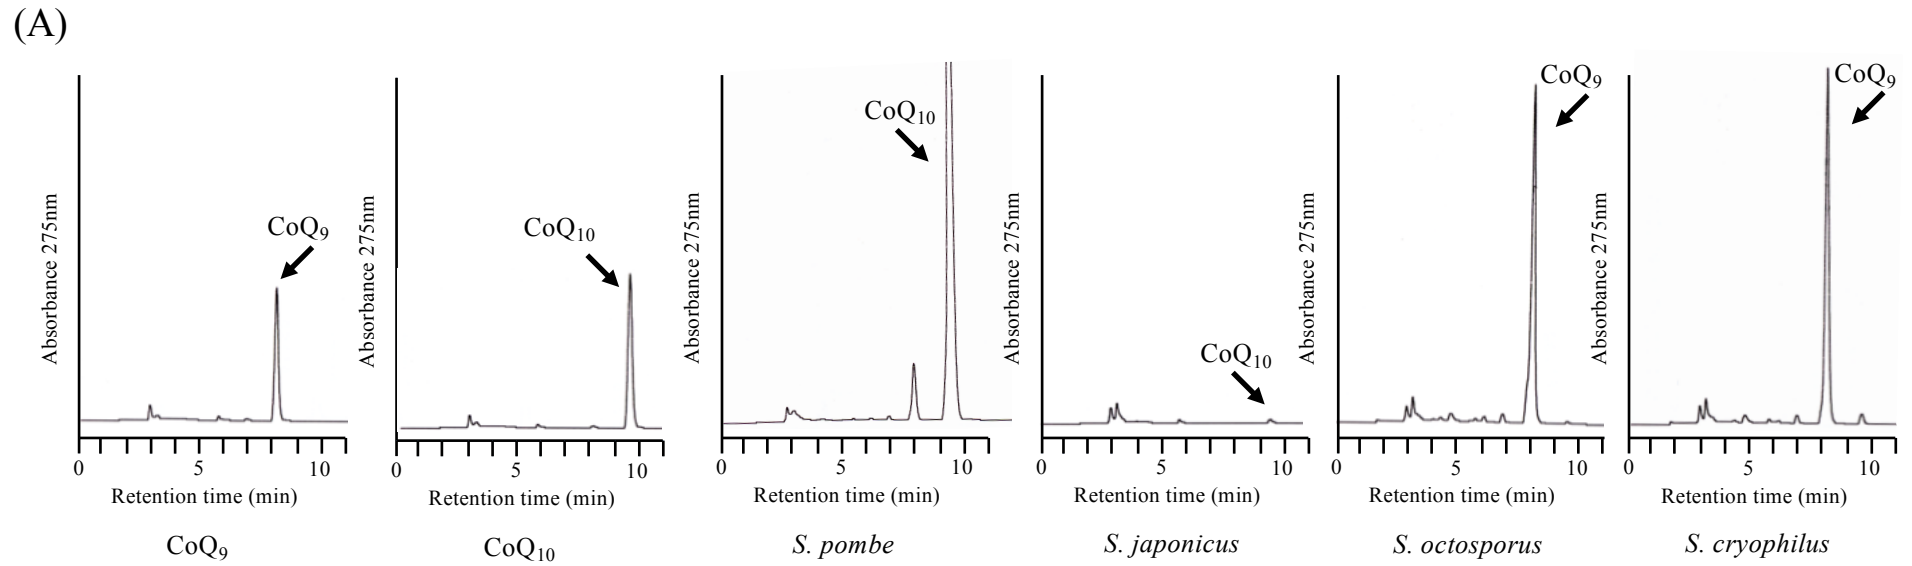 (A)
Absorbance 275nm
CoQ₉
0 5 10
Retention time (min)
CoQ₉
Absorbance 275nm
CoQ₁₀
0 5 10
Retention time (min)
CoQ₁₀
Absorbance 275nm
CoQ₁₀
0 5 10
Retention time (min)
S. pombe
Absorbance 275nm
CoQ₁₀
0 5 10
Retention time (min)
S. japonicus
Absorbance 275nm
CoQ₉
0 5 10
Retention time (min)
S. octosporus
Absorbance 275nm
CoQ₉
0 5 10
Retention time (min)
S. cryophilus